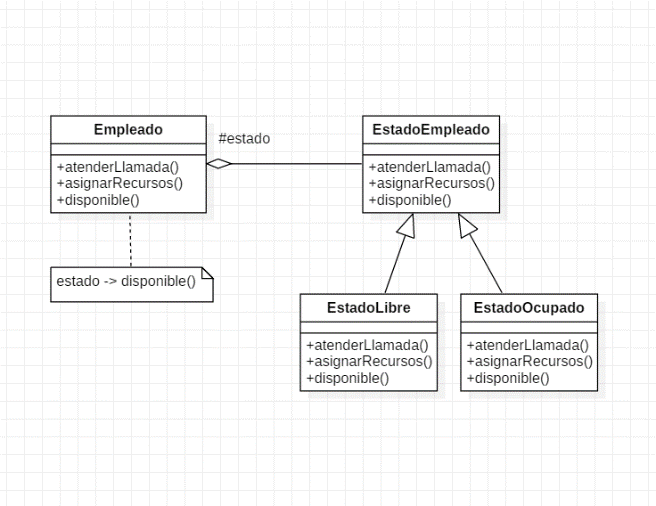 Empleado
+atenderLlamada()
+asignarRecursos()
+disponible()
#estado
EstadoEmpleado
+atenderLlamada()
+asignarRecursos()
+disponible()
estado -> disponible()
EstadoLibre
+atenderLlamada()
+asignarRecursos()
+disponible()
EstadoOcupado
+atenderLlamada()
+asignarRecursos()
+disponible()